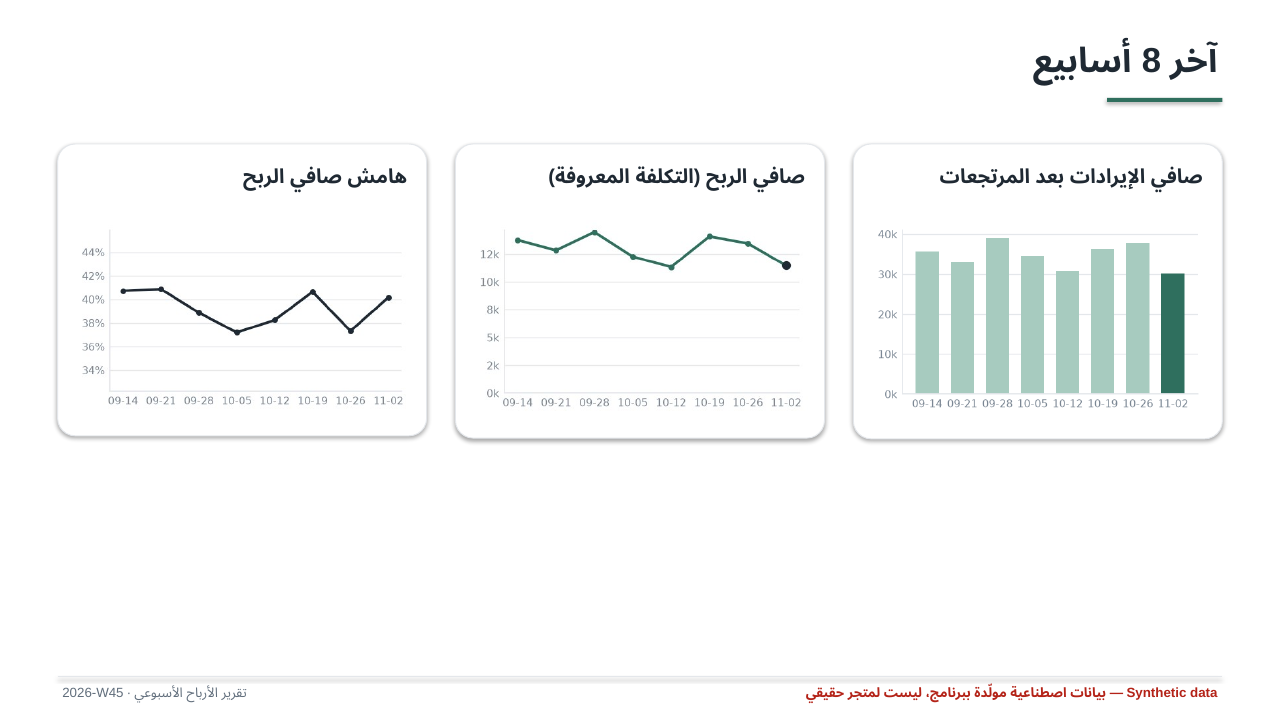 آخر 8 أسابيع
صافي الإيرادات بعد المرتجعات
40k
30k
20k
10k
0k
09-14 09-21 09-28 10-05 10-12 10-19 10-26 11-02
صافي الربح (التكلفة المعروفة)
12k
10k
8k
5k
2k
0k
09-14 09-21 09-28 10-05 10-12 10-19 10-26 11-02
هامش صافي الربح
44%
42%
40%
38%
36%
34%
09-14 09-21 09-28 10-05 10-12 10-19 10-26 11-02
Synthetic data — بيانات اصطناعية مولّدة ببرنامج، ليست لمتجر حقيقي
تقرير الأرباح الأسبوعي · 2026-W45